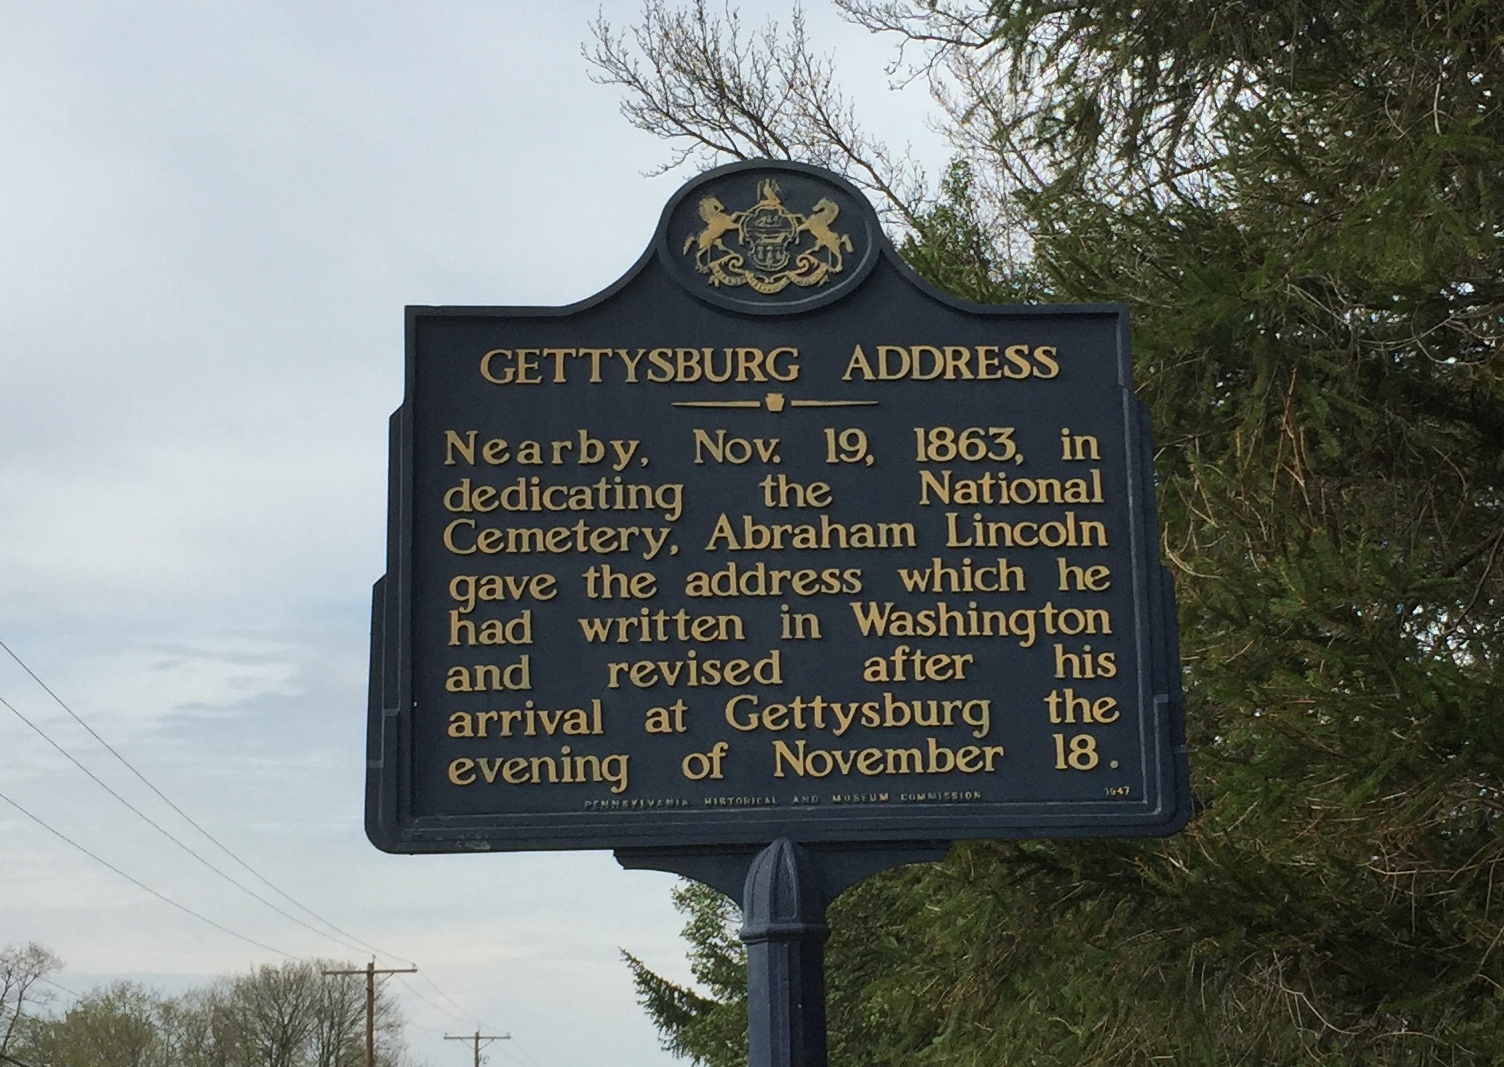 GETTYSBURG ADDRESS
Nearby, Nov. 19, 1863, in
dedicating the National
Cemetery, Abraham Lincoln
gave the address which he
had written in Washington
and revised after his
arrival at Gettysburg the
evening of November 18.
PENNSYLVANIA HISTORICAL AND MUSEUM COMMISSION 1947